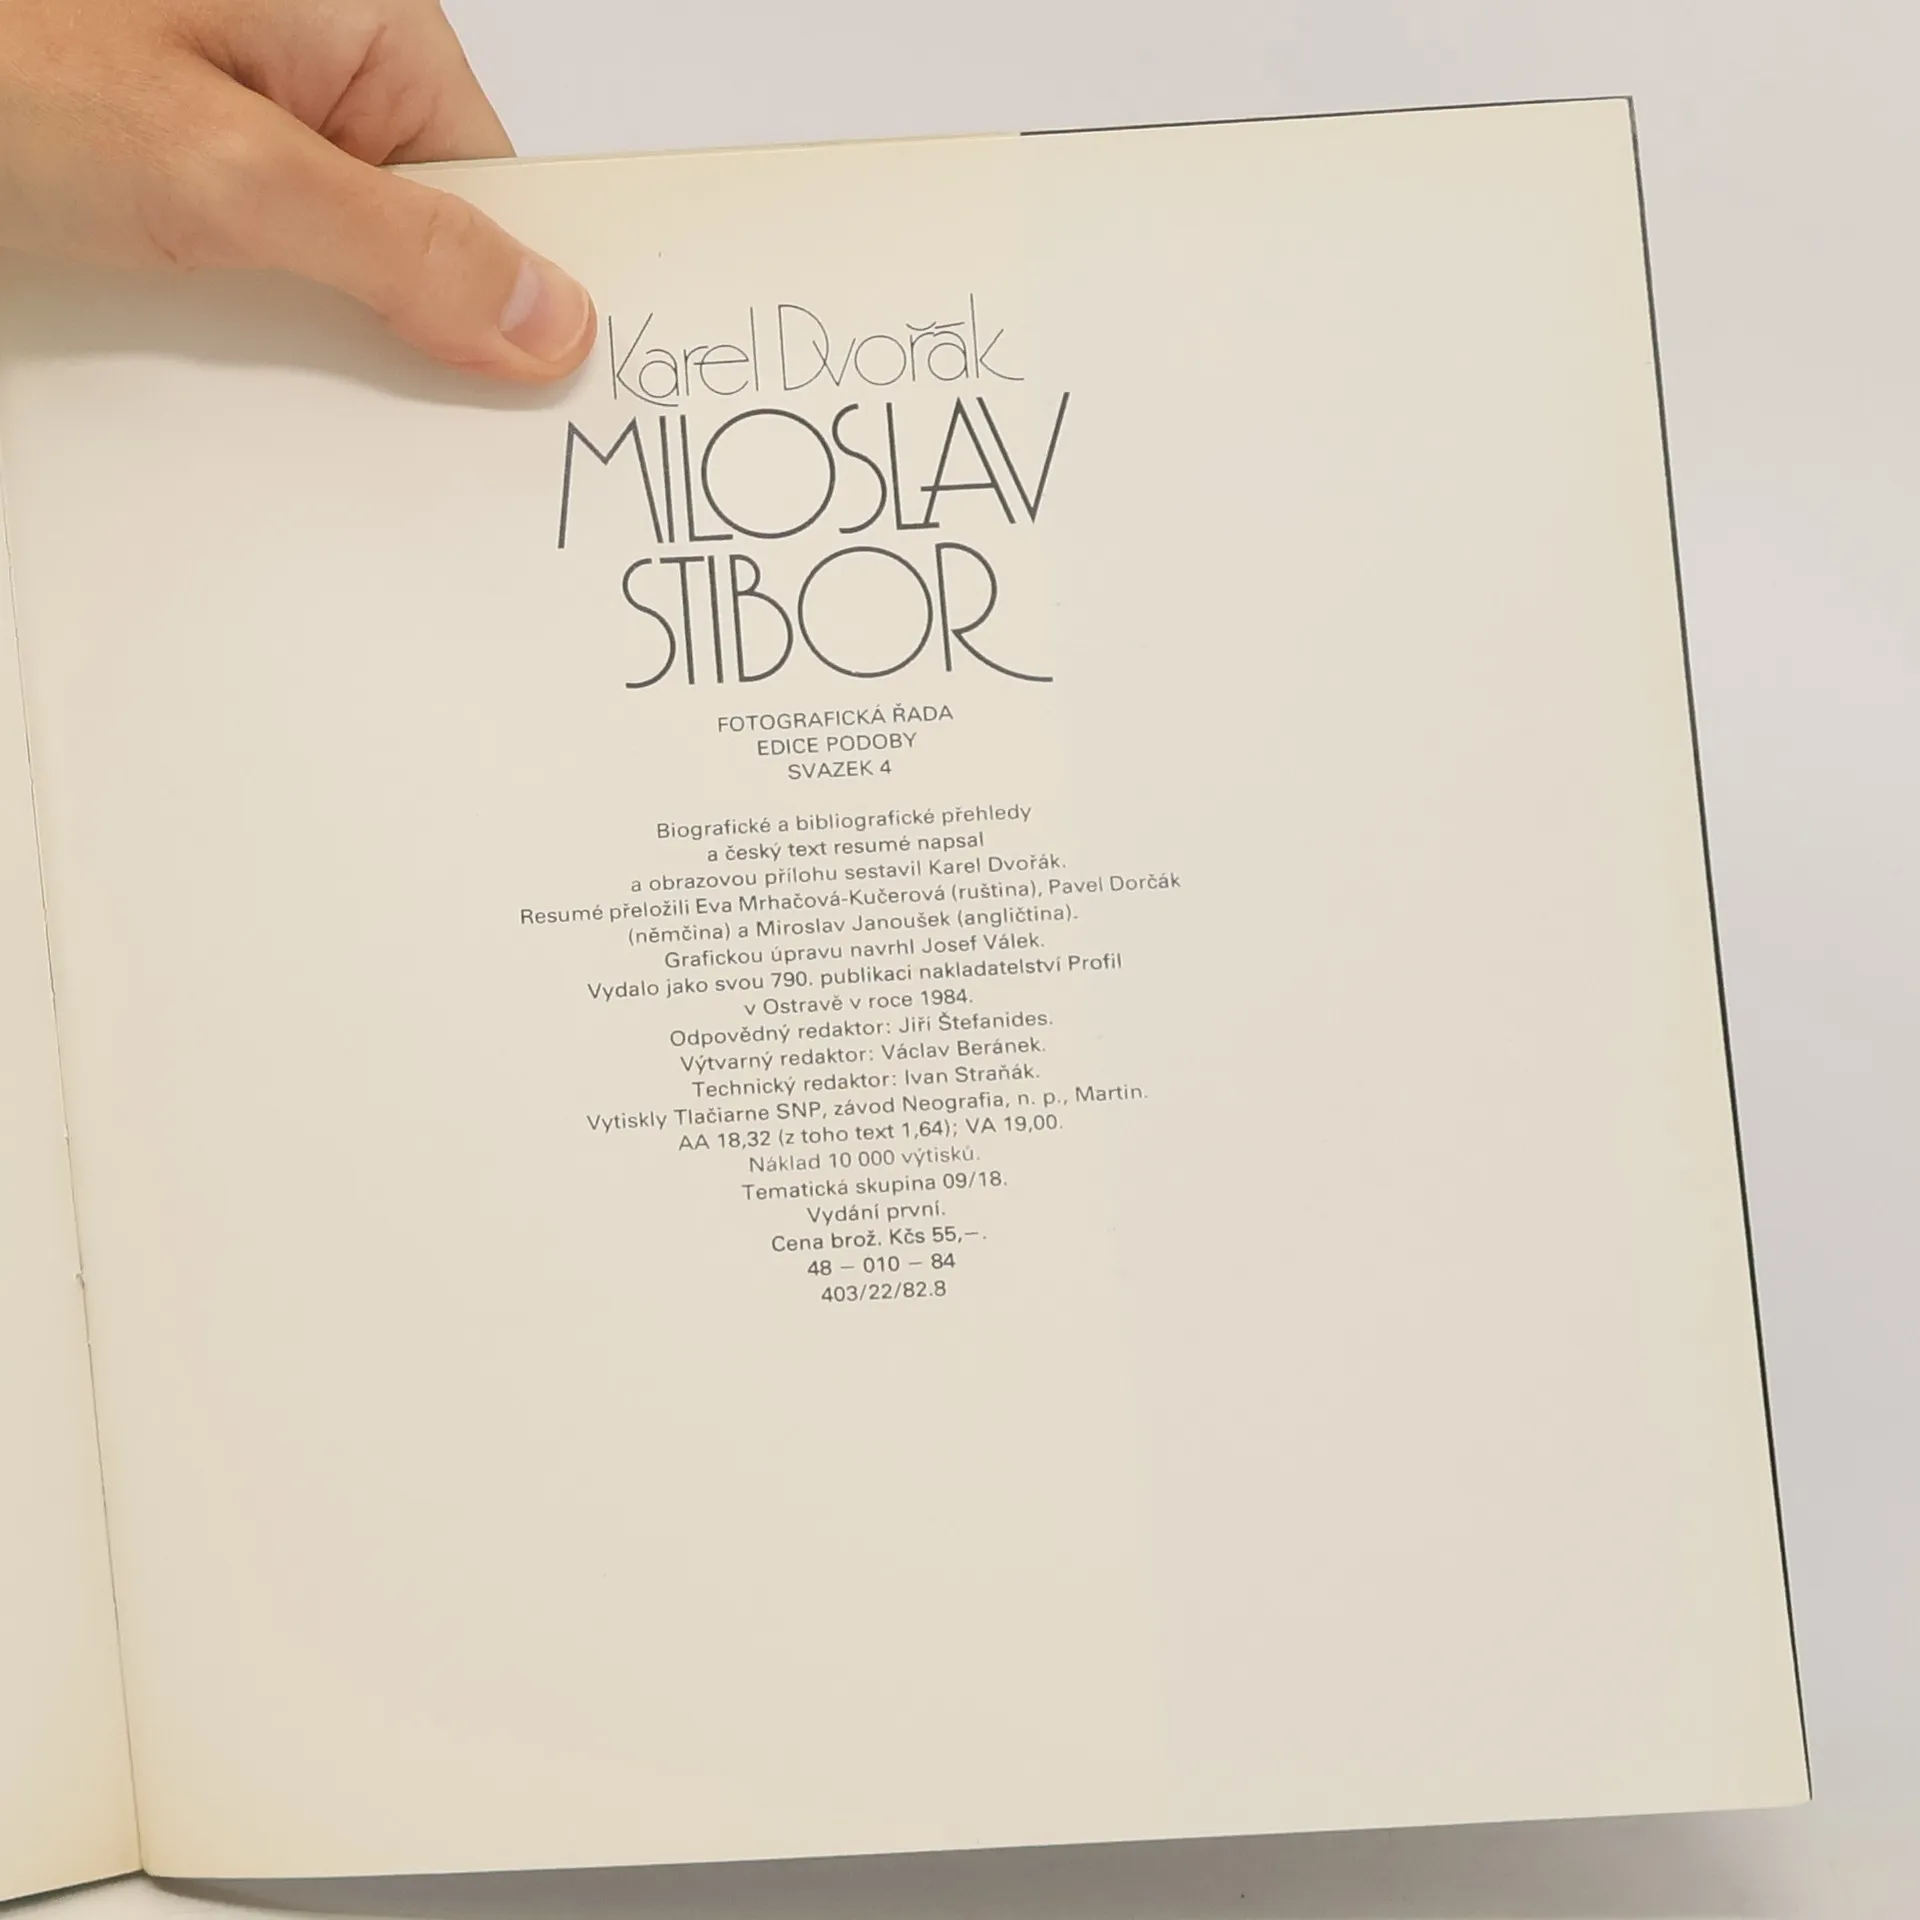 Karel Dvořák
MILOSLAV
STIBOR
FOTOGRAFICKÁ ŘADA
EDICE PODOBY
SVAZEK 4
Biografické a bibliografické přehledy
a český text resumé napsal
a obrazovou přílohu sestavil Karel Dvořák.
Resumé přeložili Eva Mrhačová-Kučerová (ruština), Pavel Dorčák
(němčina) a Miroslav Janoušek (angličtina).
Grafickou úpravu navrhl Josef Válek.
Vydalo jako svou 790. publikaci nakladatelství Profil
v Ostravě v roce 1984.
Odpovědný redaktor: Jiří Štefanides.
Výtvarný redaktor: Václav Beránek.
Technický redaktor: Ivan Straňák.
Vytiskly Tlačiarne SNP, závod Neografia, n. p., Martin.
AA 18,32 (z toho text 1,64); VA 19,00.
Náklad 10 000 výtisků.
Tematická skupina 09/18.
Vydání první.
Cena brož. Kčs 55,—.
48 — 010 — 84
403/22/82.8